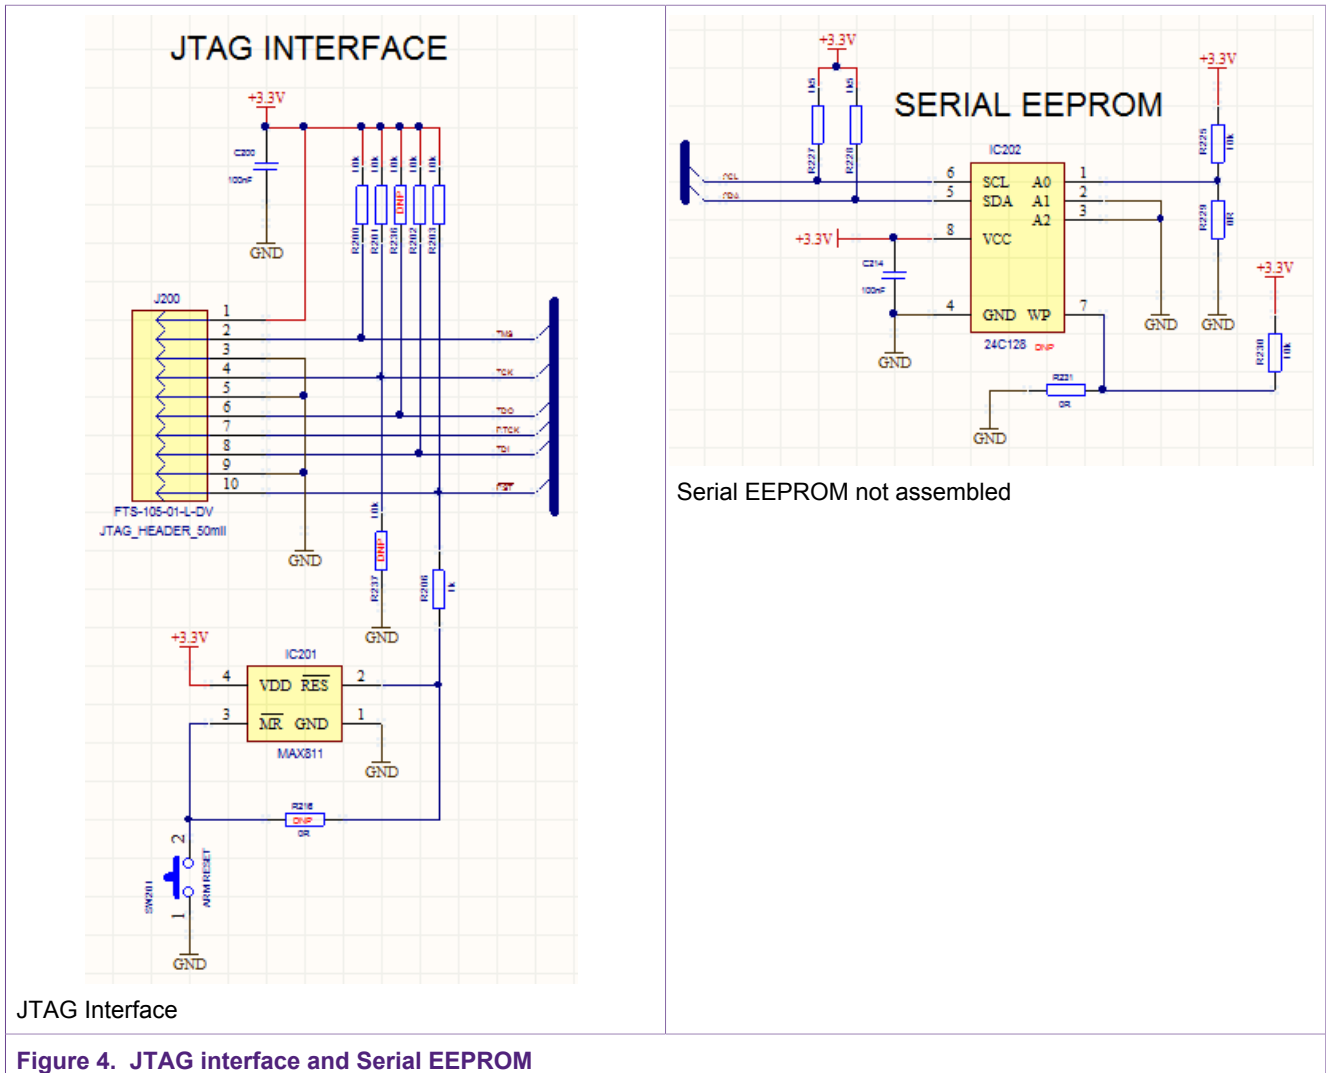 JTAG INTERFACE
+3.3V
C200
100nF
10k
10k
10k
10k
10k
DNP
R200
R201
R236
R202
R203
GND
J200
1
2
3
4
5
6
7
8
9
10
TMS
TCK
TDO
RTCK
TDI
RST
FTS-105-01-L-DV
JTAG_HEADER_50mil
GND
10k
DNP
R237
GND
R206
1k
+3.3V
IC201
4
VDD
RES
2
3
MR
GND
1
MAX811
GND
R216
DNP
0R
2
SW201
ARM RESET
1
GND
JTAG Interface
+3.3V
1k5
1k5
R227
R228
SERIAL EEPROM
+3.3V
R225
10k
IC202
SCL
SDA
6
SCL
A0
1
5
SDA
A1
2
A2
3
R229
0R
+3.3V
8
VCC
C214
100nF
4
GND
WP
7
24C128
DNP
GND
GND
GND
+3.3V
R230
10k
R231
0R
GND
Serial EEPROM not assembled
Figure 4. JTAG interface and Serial EEPROM